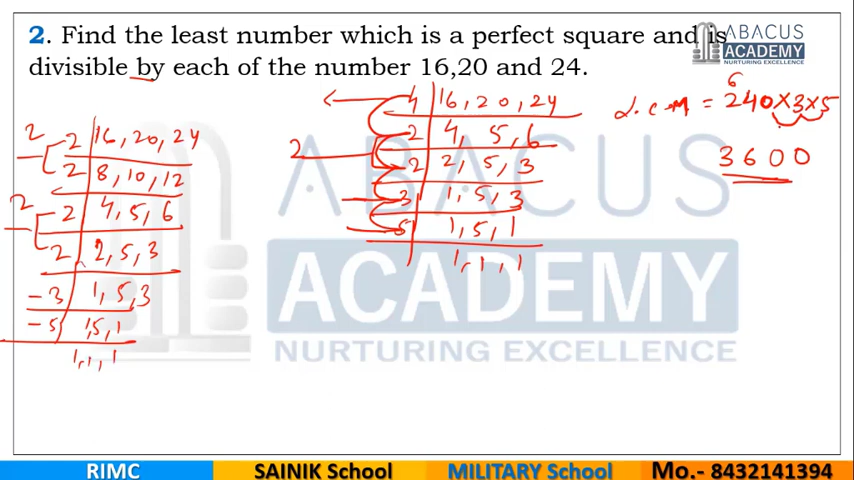 2. Find the least number which is a perfect square and is
divisible by each of the number 16,20 and 24.
ABACUS
ACADEMY
NURTURING EXCELLENCE
2 2 16, 20, 24
2 8, 10, 12
2 2 4, 5, 6
2 2, 5, 3
- 3 1, 5, 3
- 5 1, 5, 1
1, 1, 1
4 16, 20, 24
2 2 4, 5, 6
2 2, 5, 3
3 1, 5, 3
5 1, 5, 1
1, 1, 1
L.C.M = 240×3×5
6
3600
ABACUS
ACADEMY
NURTURING EXCELLENCE
RIMC SAINIK School MILITARY School Mo.- 8432141394